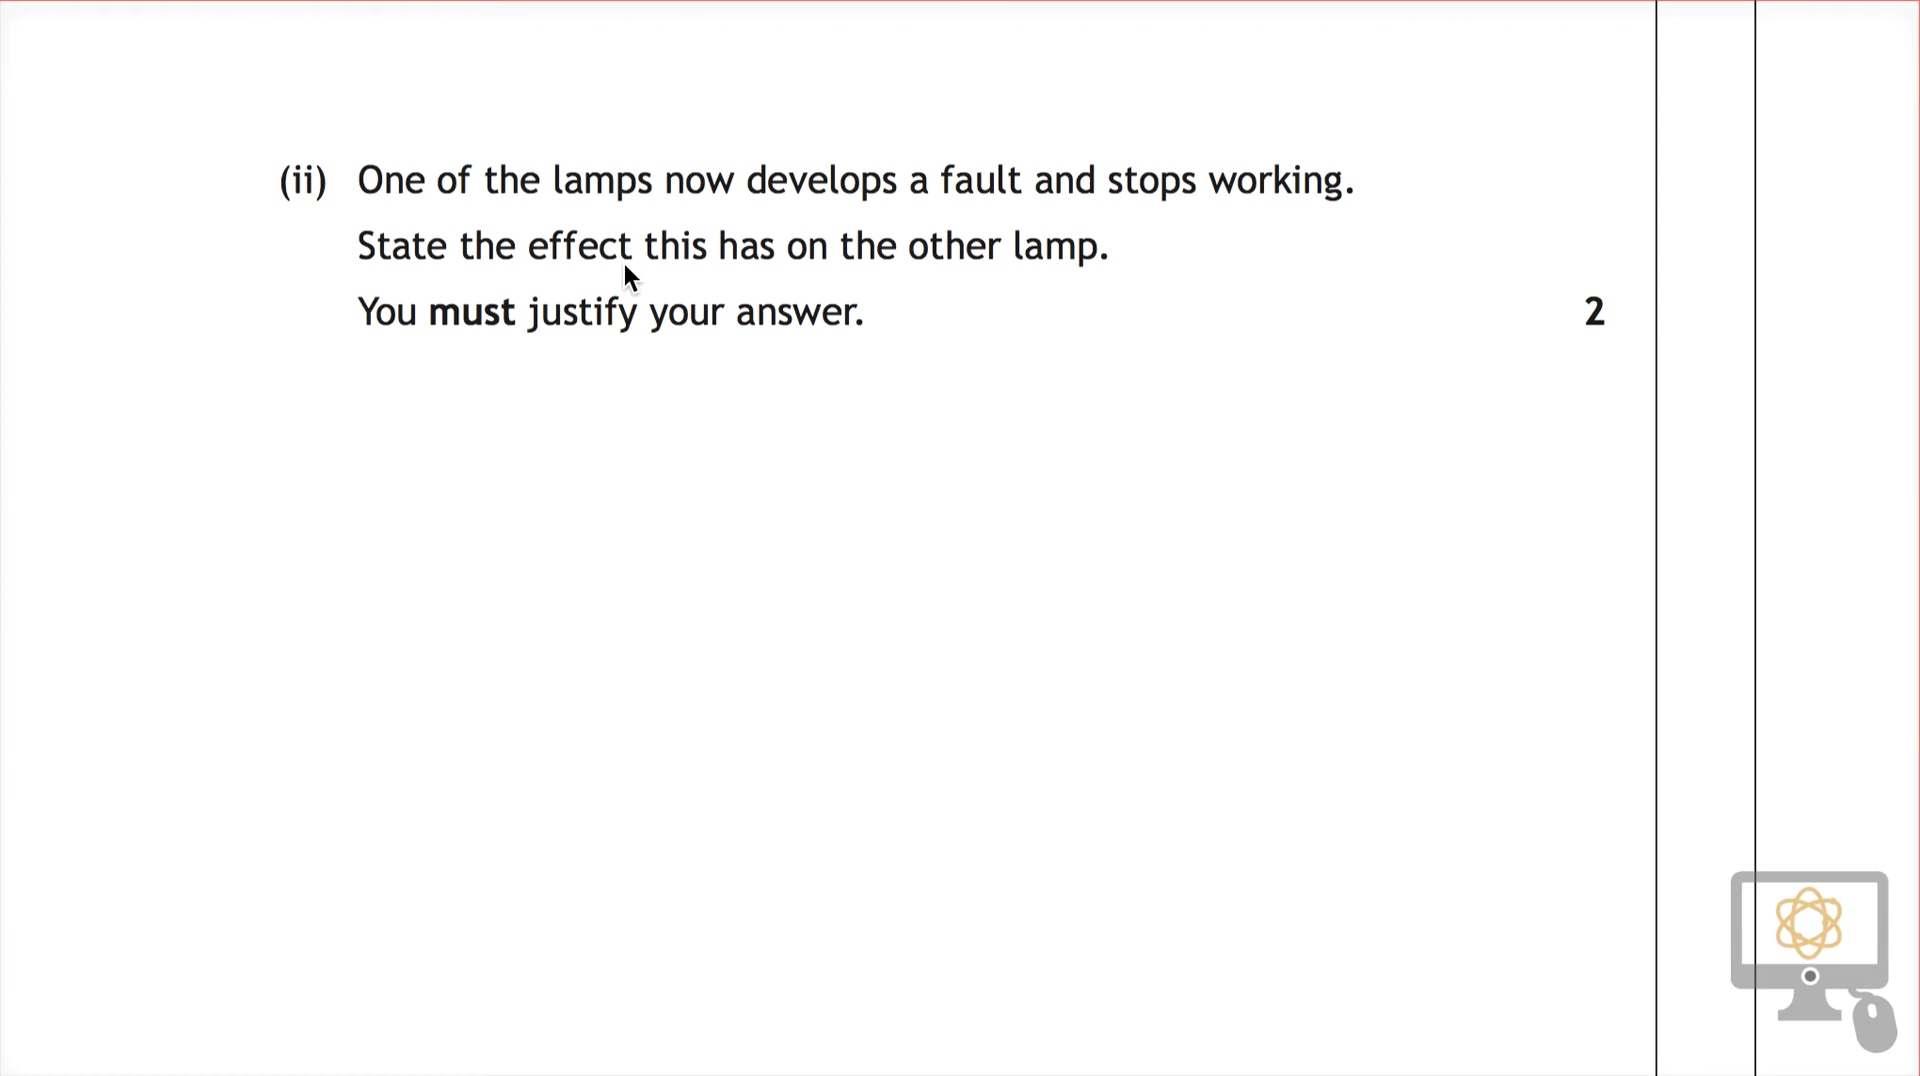 (ii) One of the lamps now develops a fault and stops working.
State the effect this has on the other lamp.
You must justify your answer. 2